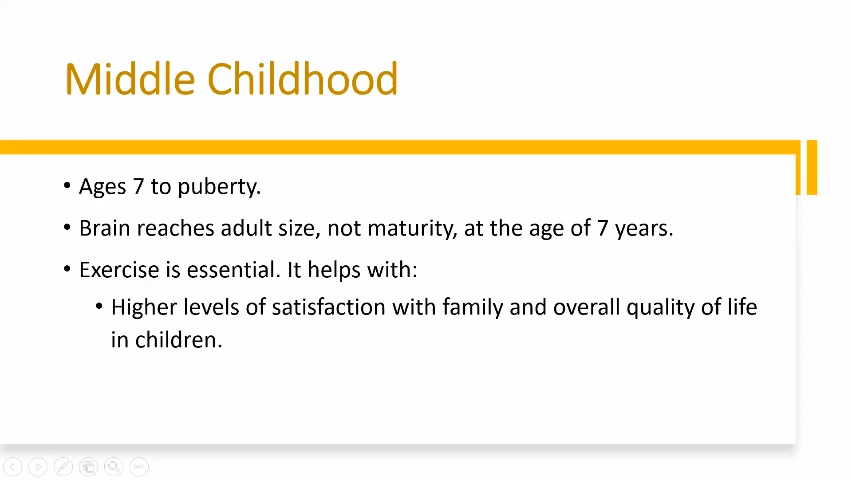 Middle Childhood
• Ages 7 to puberty.
• Brain reaches adult size, not maturity, at the age of 7 years.
• Exercise is essential. It helps with:
• Higher levels of satisfaction with family and overall quality of life
in children.